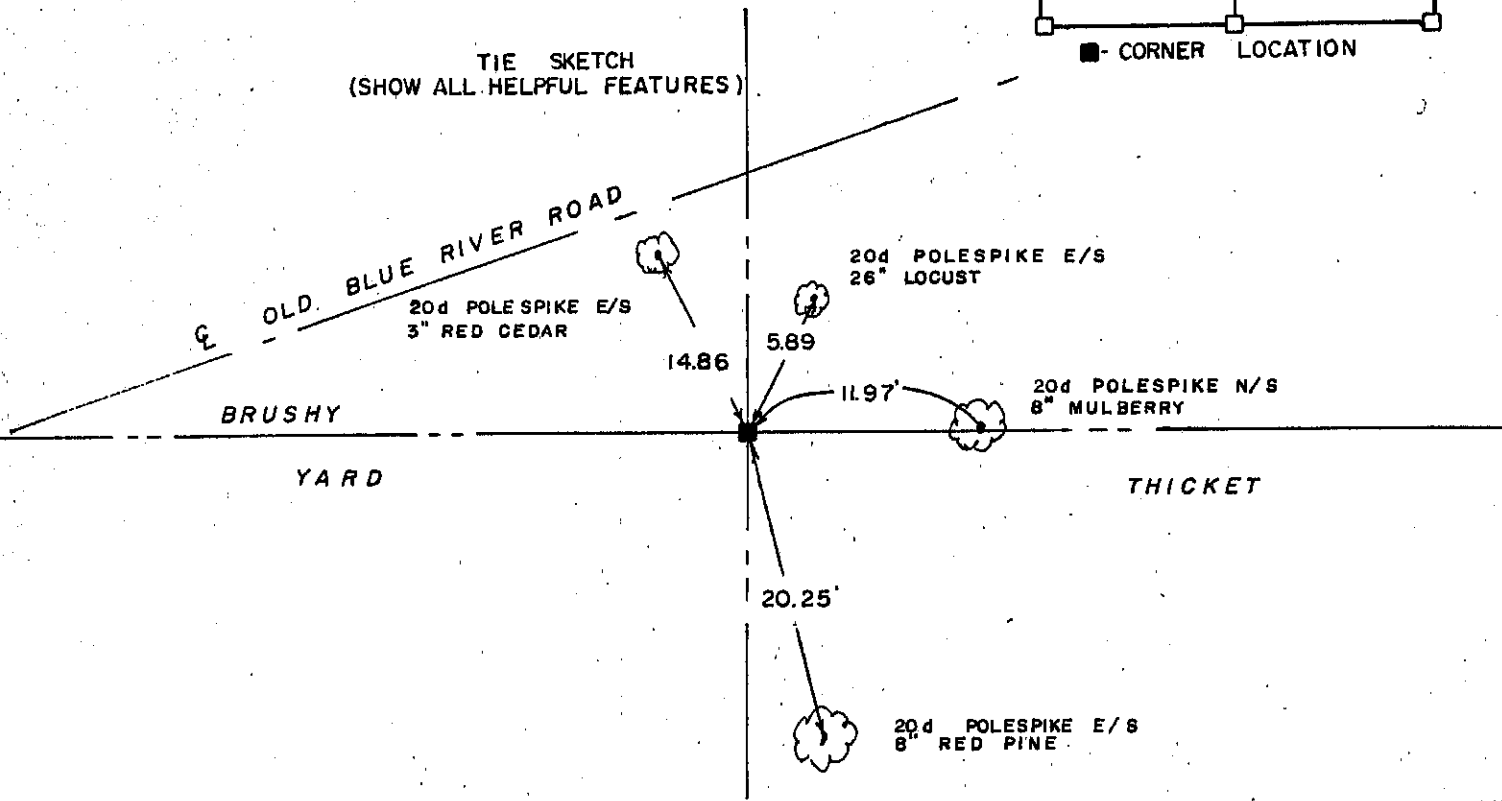 ■- CORNER LOCATION
TIE SKETCH
(SHOW ALL HELPFUL FEATURES)
℄ OLD BLUE RIVER ROAD
20d POLESPIKE E/S
3" RED CEDAR
20d POLESPIKE E/S
26" LOCUST
14.86
5.89
11.97'
20d POLESPIKE N/S
8" MULBERRY
BRUSHY
YARD
THICKET
20.25'
20d POLESPIKE E/S
8" RED PINE